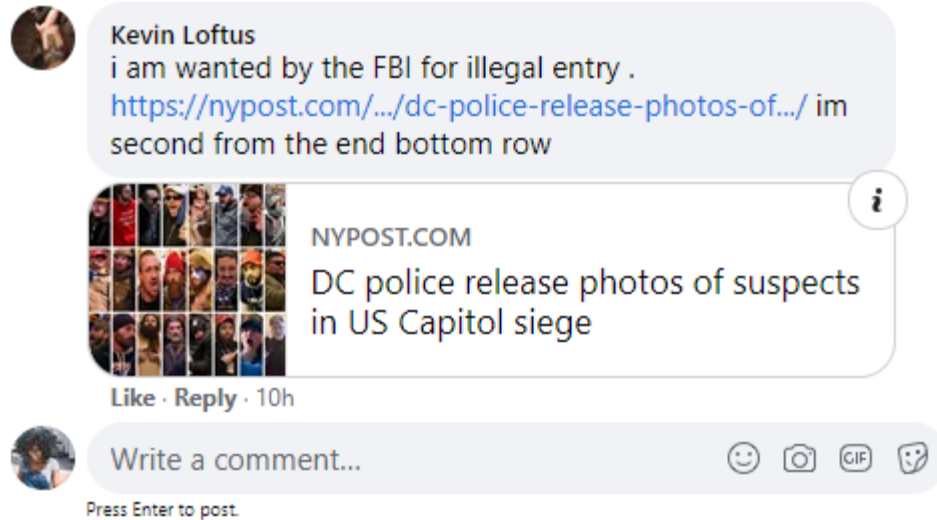 Kevin Loftus
i am wanted by the FBI for illegal entry .
https://nypost.com/.../dc-police-release-photos-of.../ im
second from the end bottom row
i
NYPOST.COM
DC police release photos of suspects
in US Capitol siege
Like · Reply · 10h
Write a comment...
GIF
Press Enter to post.